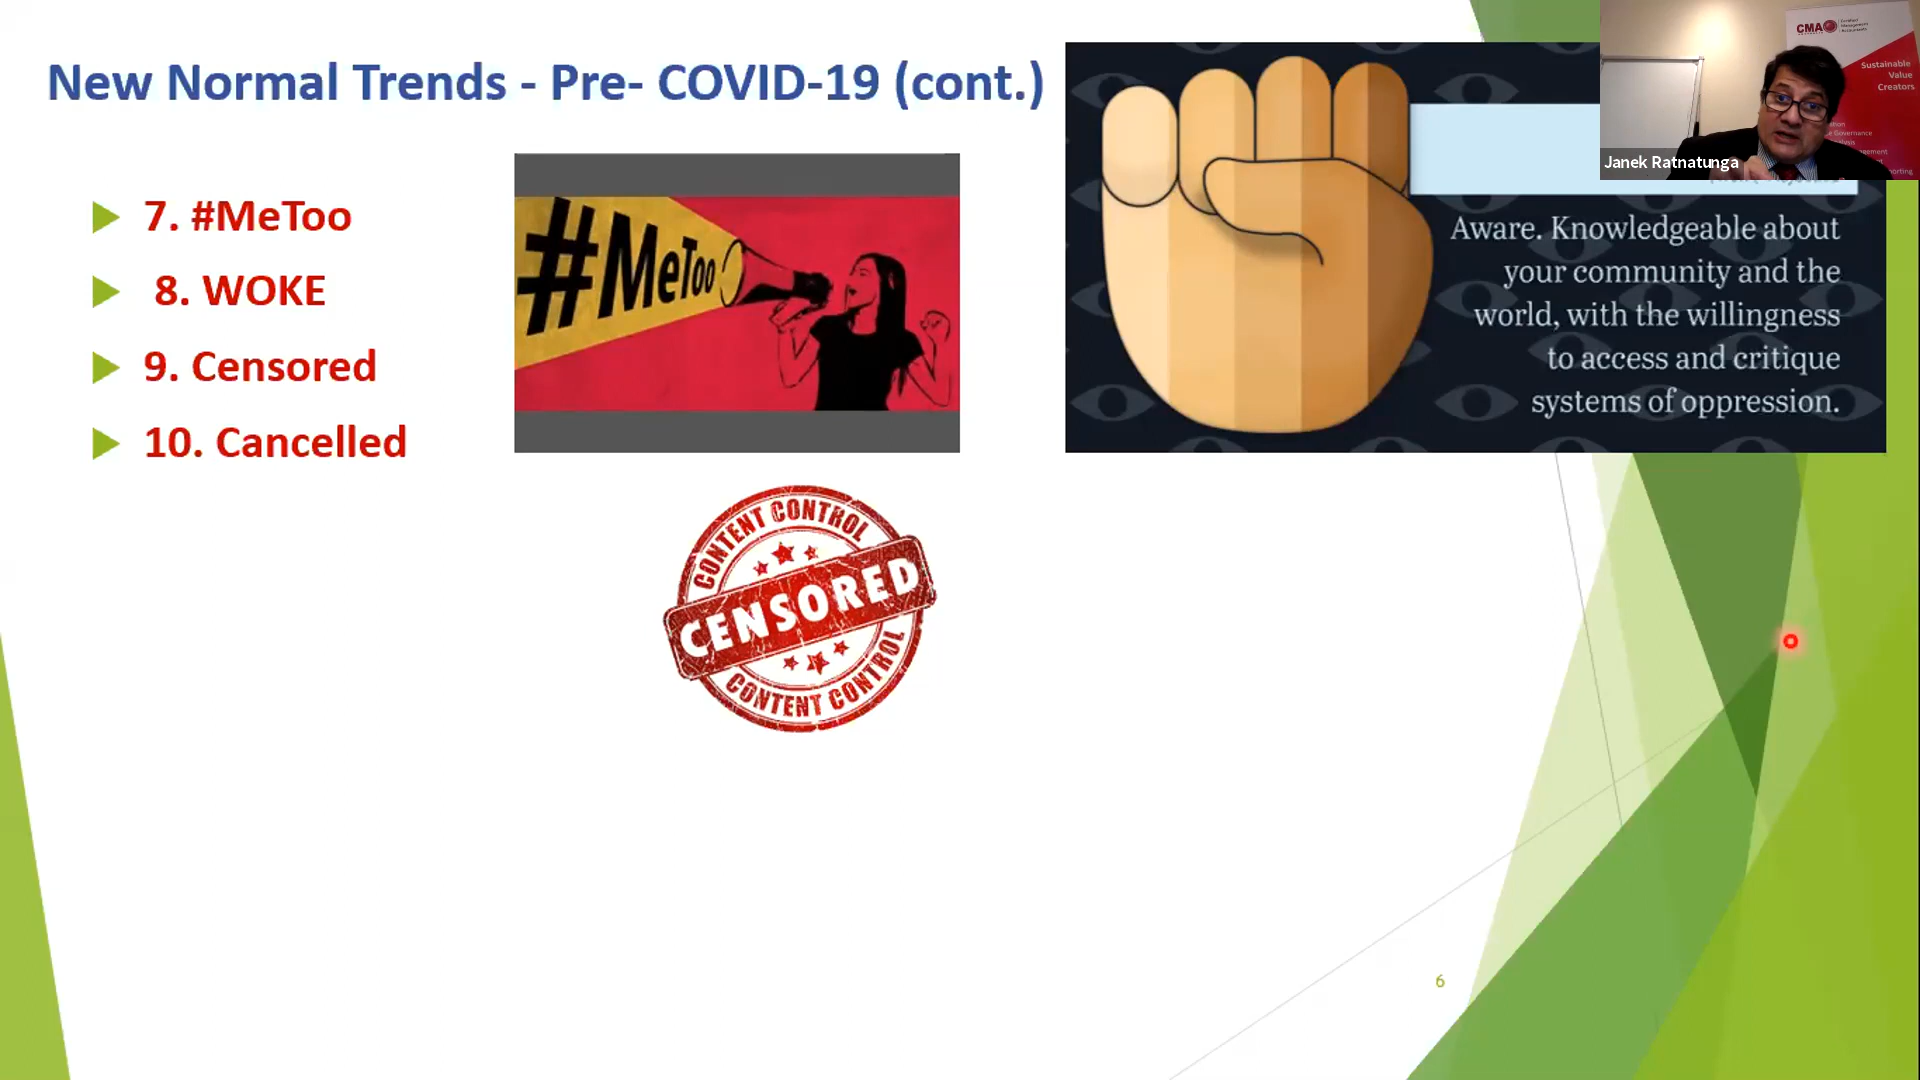 New Normal Trends - Pre- COVID-19 (cont.)
7. #MeToo
8. WOKE
9. Censored
10. Cancelled
#MeToo
Aware. Knowledgeable about
your community and the
world, with the willingness
to access and critique
systems of oppression.
CONTENT CONTROL
CENSORED
CONTENT CONTROL
CMA
Sustainable
Value
Creators
Janek Ratnatunga
6